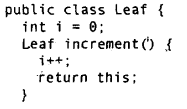 public class Leaf {
int i = 0;
Leaf increment() {
i++;
return this;
}